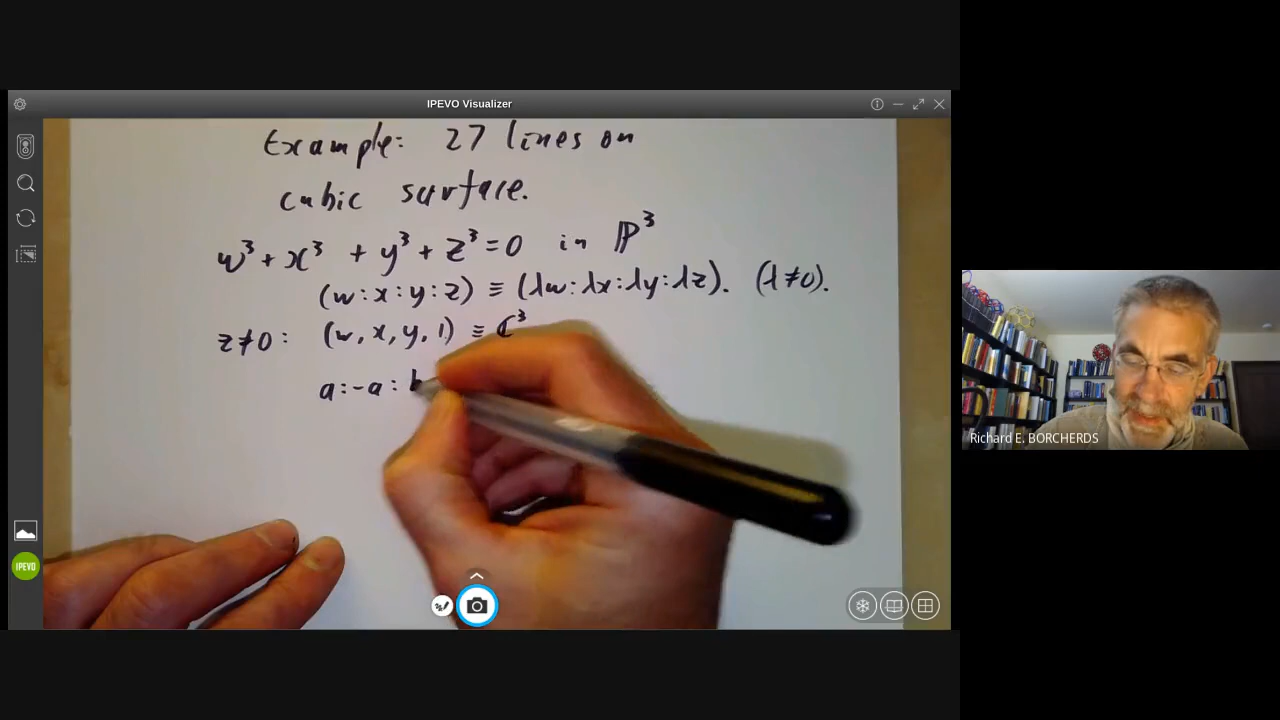 IPEVO Visualizer
Example: 27 lines on
cubic surface.
w³ + x³ + y³ + z³ = 0 in ℙ³
(w : x : y : z) ≡ (λw : λx : λy : λz). (λ ≠ 0).
z ≠ 0 : (w, x, y, 1) ≡ ℂ³
a : -a : b
Richard E. BORCHERDS
IPEVO